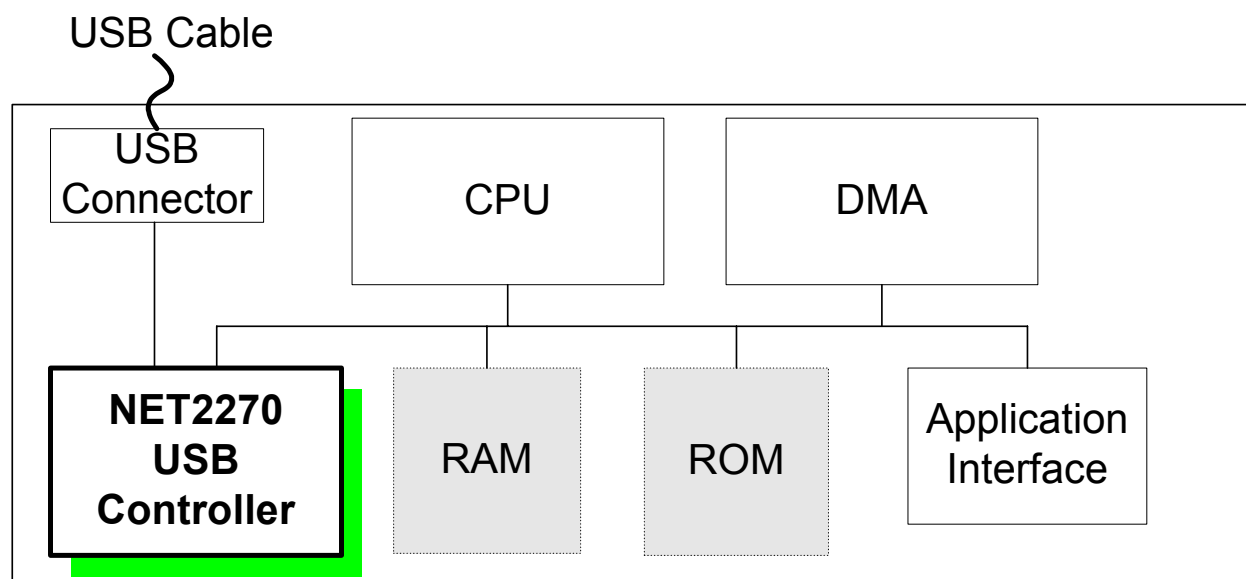 USB Cable
USB
Connector
CPU
DMA
NET2270
USB
Controller
RAM
ROM
Application
Interface